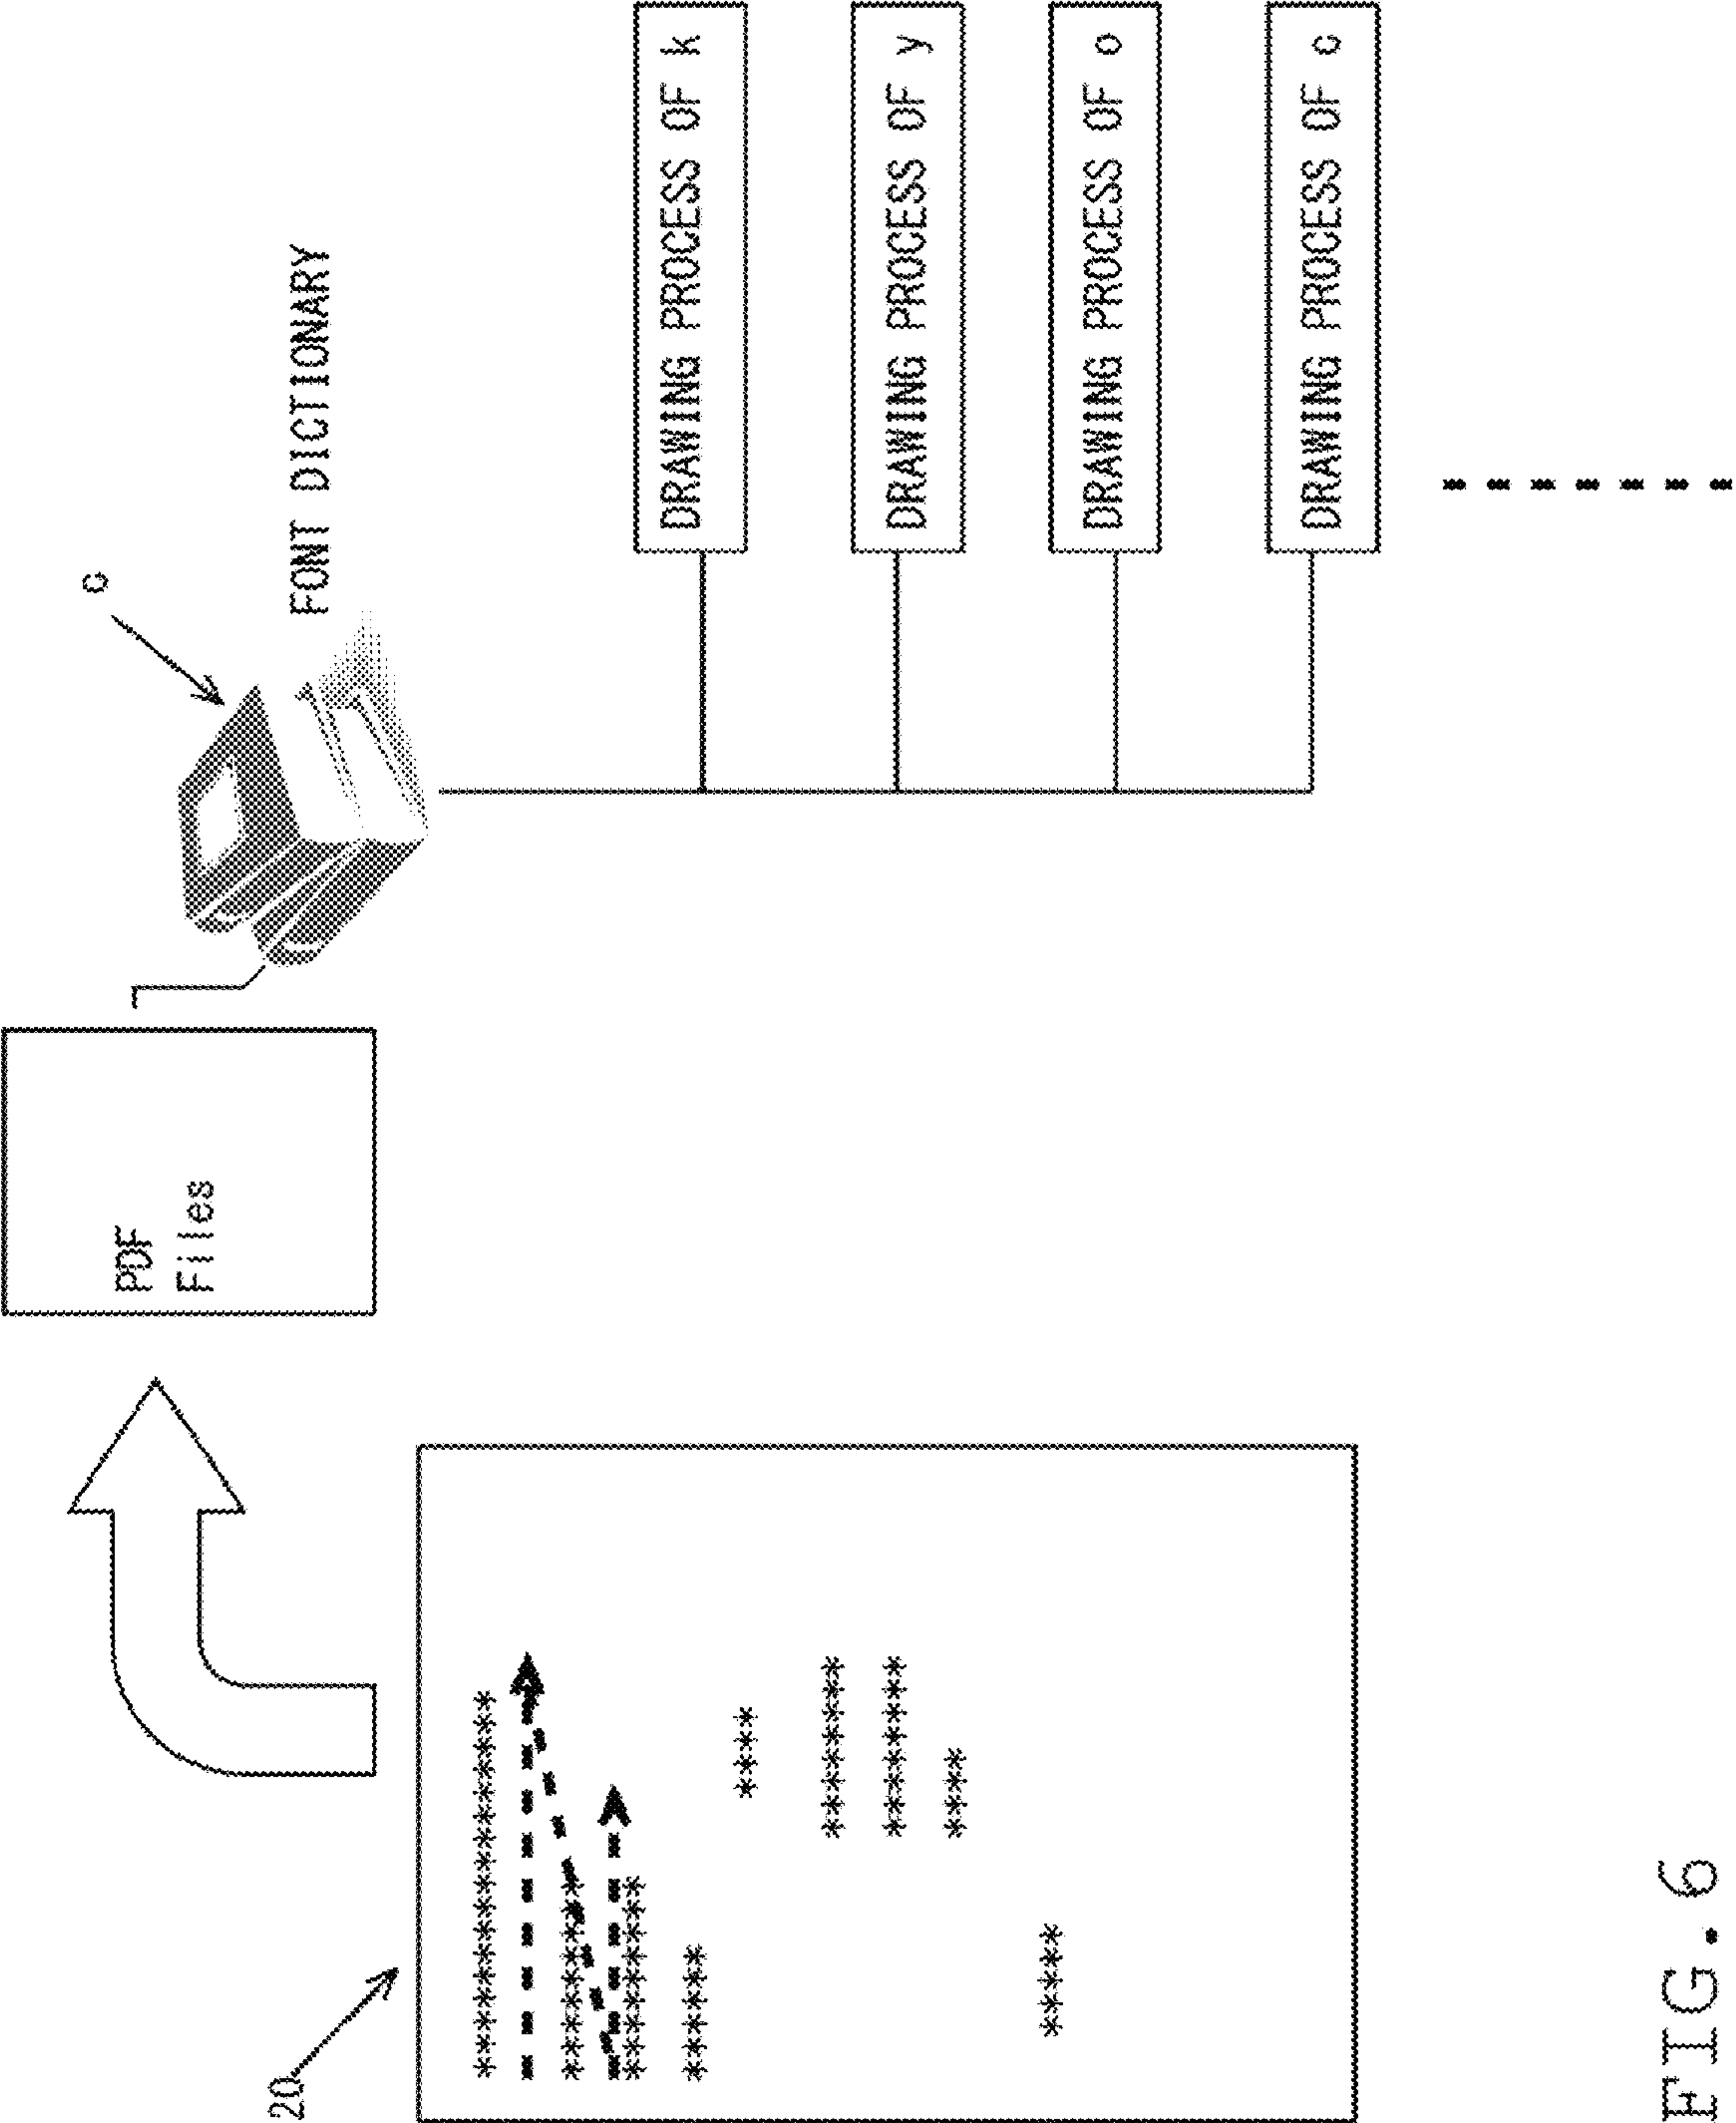 c
PDF
Files
20
FONT DICTIONARY
DRAWING PROCESS OF k
DRAWING PROCESS OF y
DRAWING PROCESS OF o
DRAWING PROCESS OF c
FIG.6